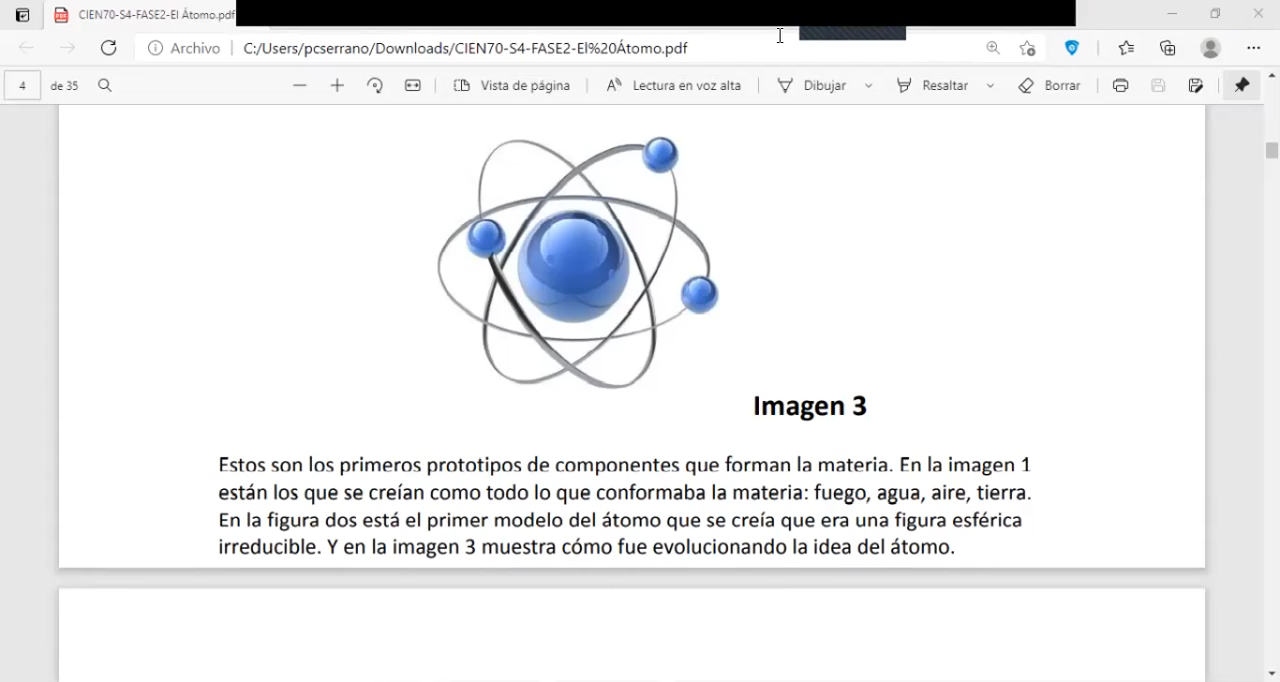 CIEN70-S4-FASE2-El Átomo.pdf
Archivo C:/Users/pcserrano/Downloads/CIEN70-S4-FASE2-El%20Átomo.pdf
4 de 35 Vista de página Lectura en voz alta Dibujar Resaltar Borrar
Imagen 3
Estos son los primeros prototipos de componentes que forman la materia. En la imagen 1
están los que se creían como todo lo que conformaba la materia: fuego, agua, aire, tierra.
En la figura dos está el primer modelo del átomo que se creía que era una figura esférica
irreducible. Y en la imagen 3 muestra cómo fue evolucionando la idea del átomo.